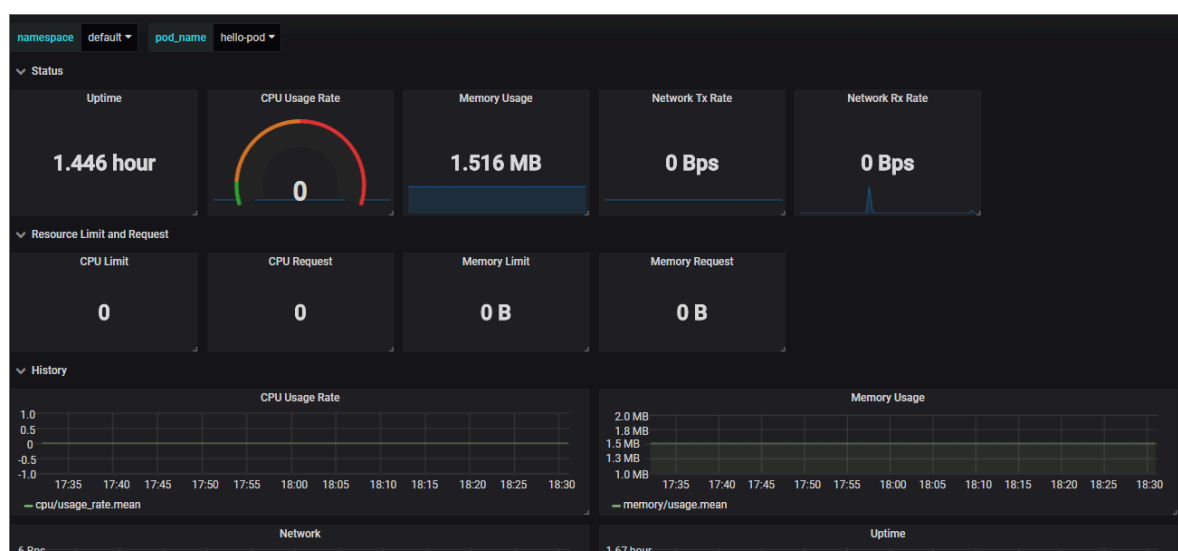 namespace default pod_name hello-pod
Status
Uptime CPU Usage Rate Memory Usage Network Tx Rate Network Rx Rate
1.446 hour 0 1.516 MB 0 Bps 0 Bps
Resource Limit and Request
CPU Limit CPU Request Memory Limit Memory Request
0 0 0 B 0 B
History
CPU Usage Rate
1.0
0.5
0
-0.5
-1.0
17:35 17:40 17:45 17:50 17:55 18:00 18:05 18:10 18:15 18:20 18:25 18:30
cpu/usage_rate.mean
Memory Usage
2.0 MB
1.8 MB
1.5 MB
1.3 MB
1.0 MB
17:35 17:40 17:45 17:50 17:55 18:00 18:05 18:10 18:15 18:20 18:25 18:30
memory/usage.mean
Network
6 Bps
Uptime
1.67 hour